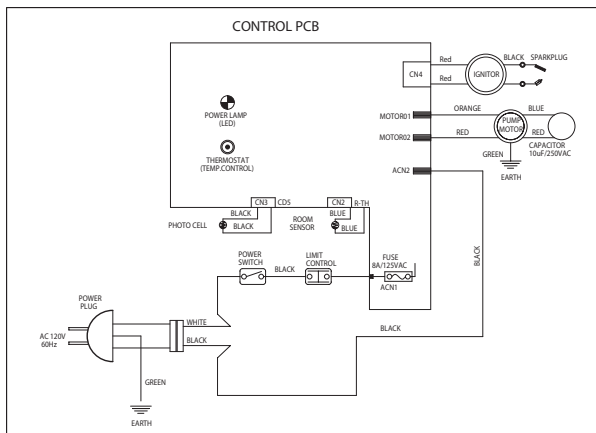 CONTROL PCB
CN4
Red
Red
IGNITOR
BLACK
SPARKPLUG
POWER LAMP
(LED)
THERMOSTAT
(TEMP.CONTROL)
MOTOR01
ORANGE
MOTOR02
RED
PUMP
MOTOR
BLUE
RED
CAPACITOR
10uF/250VAC
GREEN
EARTH
ACN2
CN3
CD5
CN2
R-TH
BLACK
BLACK
PHOTO CELL
ROOM
SENSOR
BLUE
BLUE
POWER
SWITCH
BLACK
LIMIT
CONTROL
FUSE
8A/125VAC
ACN1
BLACK
POWER
PLUG
AC 120V
60Hz
WHITE
BLACK
BLACK
GREEN
EARTH